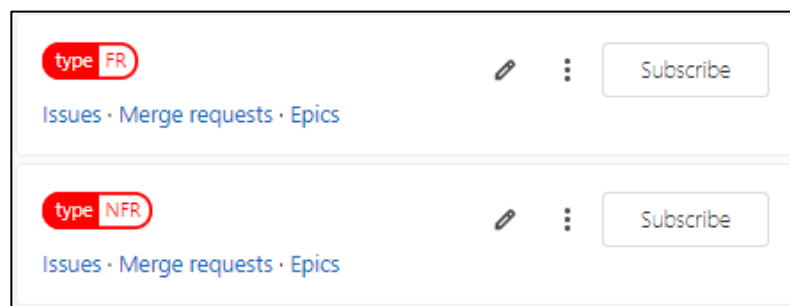 type FR
Subscribe
Issues · Merge requests · Epics
type NFR
Subscribe
Issues · Merge requests · Epics